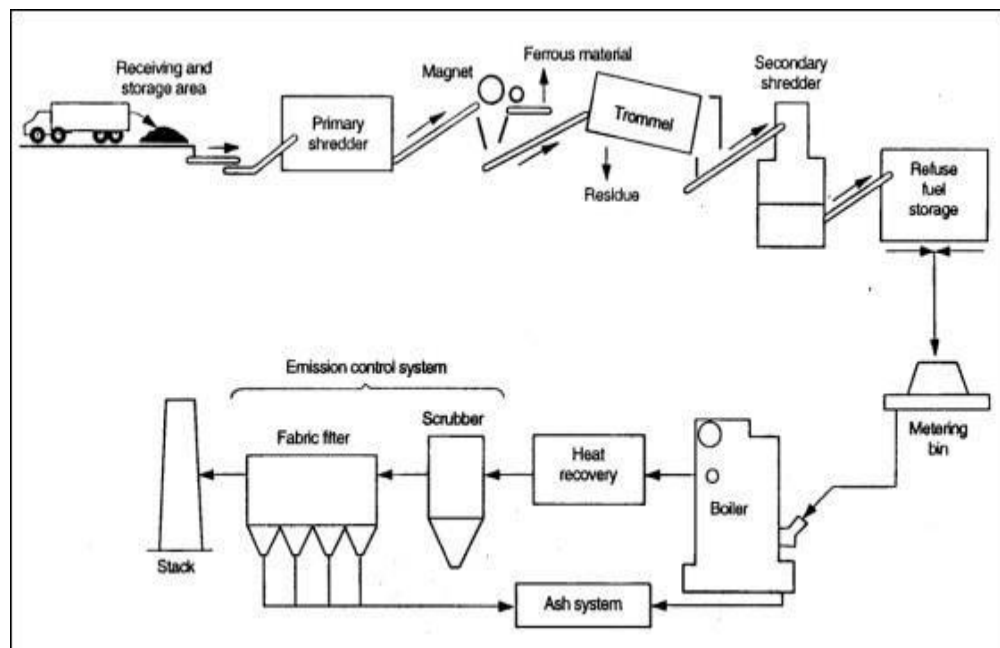 Receiving and
storage area
Primary
shredder
Magnet
Ferrous material
Trommel
Residue
Secondary
shredder
Refuse
fuel
storage
Metering
bin
Boiler
Heat
recovery
Emission control system
Scrubber
Fabric filter
Stack
Ash system